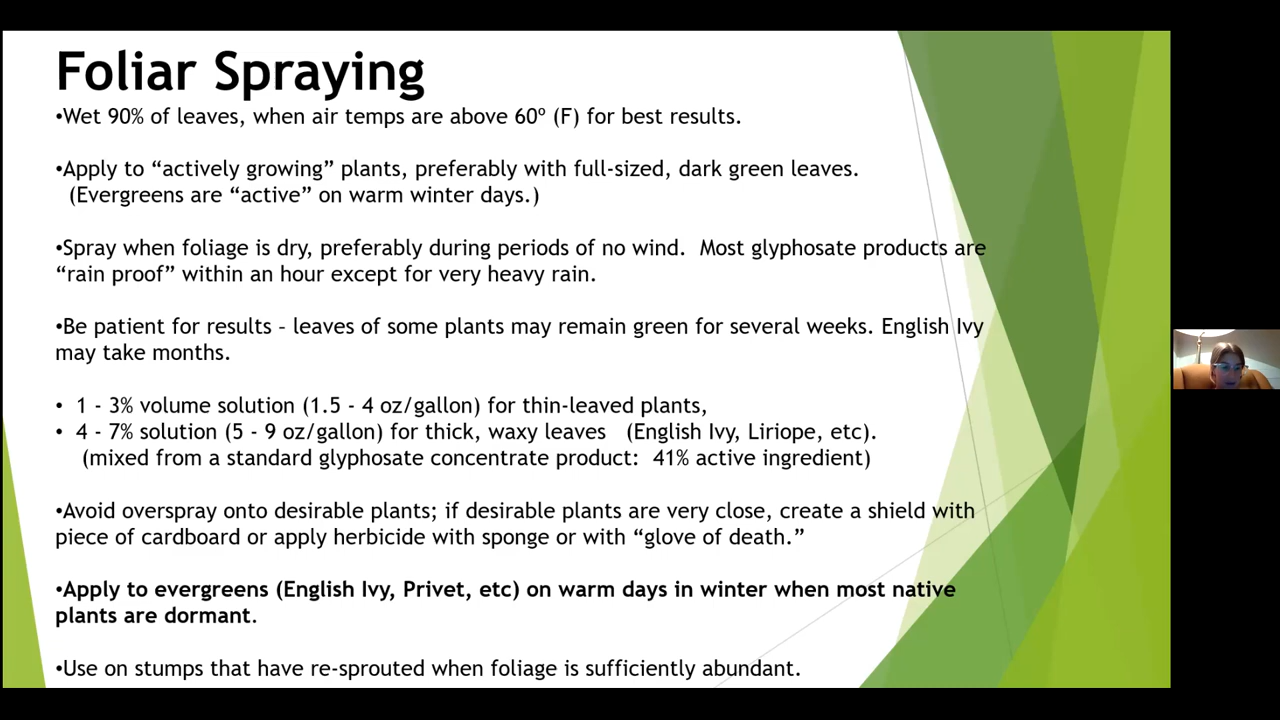 Foliar Spraying
•Wet 90% of leaves, when air temps are above 60º (F) for best results.
•Apply to “actively growing” plants, preferably with full-sized, dark green leaves.
(Evergreens are “active” on warm winter days.)
•Spray when foliage is dry, preferably during periods of no wind.  Most glyphosate products are
“rain proof” within an hour except for very heavy rain.
•Be patient for results – leaves of some plants may remain green for several weeks. English Ivy
may take months.
• 1 - 3% volume solution (1.5 - 4 oz/gallon) for thin-leaved plants,
• 4 - 7% solution (5 - 9 oz/gallon) for thick, waxy leaves   (English Ivy, Liriope, etc).
(mixed from a standard glyphosate concentrate product:  41% active ingredient)
•Avoid overspray onto desirable plants; if desirable plants are very close, create a shield with
piece of cardboard or apply herbicide with sponge or with “glove of death.”
•Apply to evergreens (English Ivy, Privet, etc) on warm days in winter when most native
plants are dormant.
•Use on stumps that have re-sprouted when foliage is sufficiently abundant.